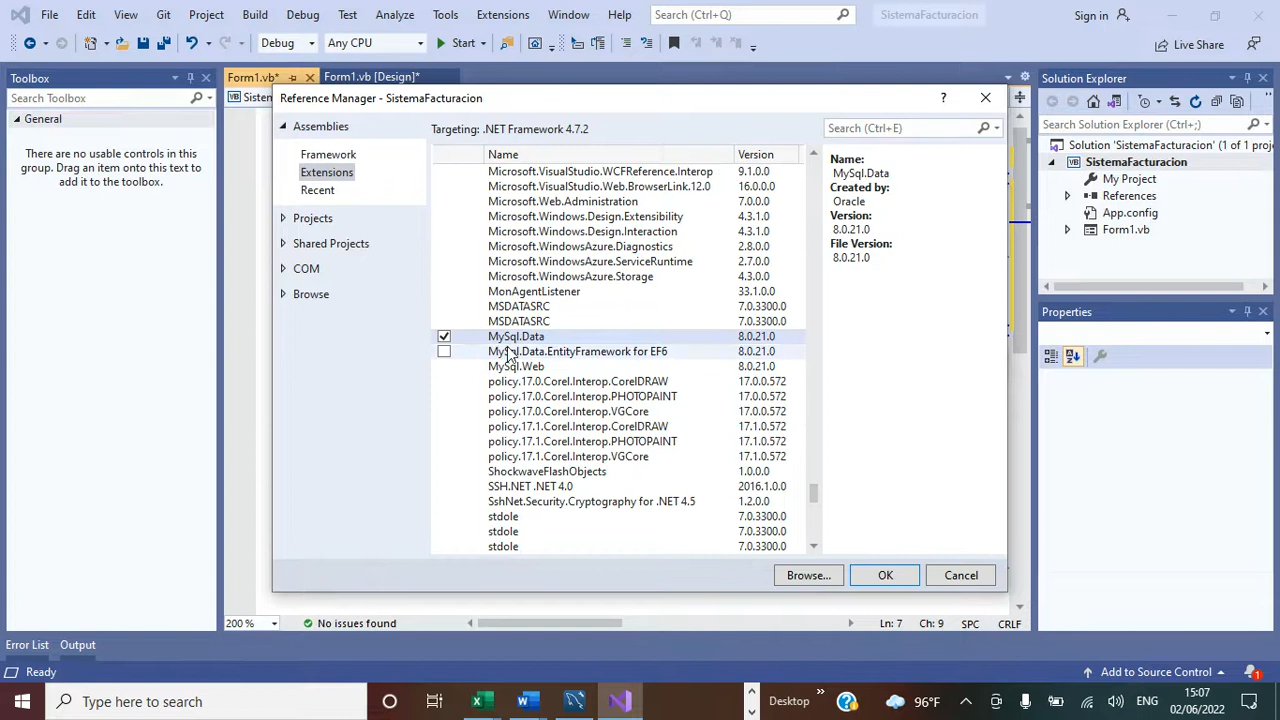 File Edit View Git Project Build Debug Test Analyze Tools Extensions Window Help Search (Ctrl+Q) SistemaFacturacion Sign in
Debug Any CPU Start Live Share
Toolbox Form1.vb* Form1.vb [Design]* Solution Explorer
Search Toolbox
General
There are no usable controls in this
group. Drag an item onto this text to
add it to the toolbox.
Sistem
Reference Manager - SistemaFacturacion ?
Assemblies
Framework
Extensions
Recent
Projects
Shared Projects
COM
Browse
Targeting: .NET Framework 4.7.2
Search (Ctrl+E)
Name Version
Microsoft.VisualStudio.WCFReference.Interop 9.1.0.0
Microsoft.VisualStudio.Web.BrowserLink.12.0 16.0.0.0
Microsoft.Web.Administration 7.0.0.0
Microsoft.Windows.Design.Extensibility 4.3.1.0
Microsoft.Windows.Design.Interaction 4.3.1.0
Microsoft.WindowsAzure.Diagnostics 2.8.0.0
Microsoft.WindowsAzure.ServiceRuntime 2.7.0.0
Microsoft.WindowsAzure.Storage 4.3.0.0
MonAgentListener 33.1.0.0
MSDATASRC 7.0.3300.0
MSDATASRC 7.0.3300.0
MySql.Data 8.0.21.0
MySql.Data.EntityFramework for EF6 8.0.21.0
MySql.Web 8.0.21.0
policy.17.0.Corel.Interop.CorelDRAW 17.0.0.572
policy.17.0.Corel.Interop.PHOTOPAINT 17.0.0.572
policy.17.0.Corel.Interop.VGCore 17.0.0.572
policy.17.1.Corel.Interop.CorelDRAW 17.1.0.572
policy.17.1.Corel.Interop.PHOTOPAINT 17.1.0.572
policy.17.1.Corel.Interop.VGCore 17.1.0.572
ShockwaveFlashObjects 1.0.0.0
SSH.NET .NET 4.0 2016.1.0.0
SshNet.Security.Cryptography for .NET 4.5 1.2.0.0
stdole 7.0.3300.0
stdole 7.0.3300.0
stdole 7.0.3300.0
Name:
MySql.Data
Created by:
Oracle
Version:
8.0.21.0
File Version:
8.0.21.0
Browse... OK Cancel
Search Solution Explorer (Ctrl+;)
Solution 'SistemaFacturacion' (1 of 1 proj
SistemaFacturacion
My Project
References
App.config
Form1.vb
Properties
200 % No issues found Ln: 7 Ch: 9 SPC CRLF
Error List Output
Ready Add to Source Control 1
Type here to search Desktop 96°F ENG 15:07
02/06/2022